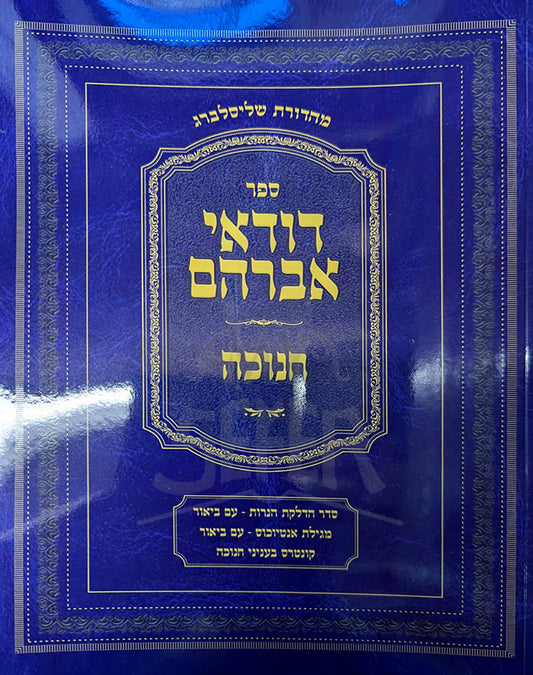 מהדורת שליסלברג
ספר
דודאי
אברהם
חנוכה
סדר הדלקת הנרות - עם ביאור
מגילת אנטיוכוס - עם ביאור
קונטרס בעניני חנוכה